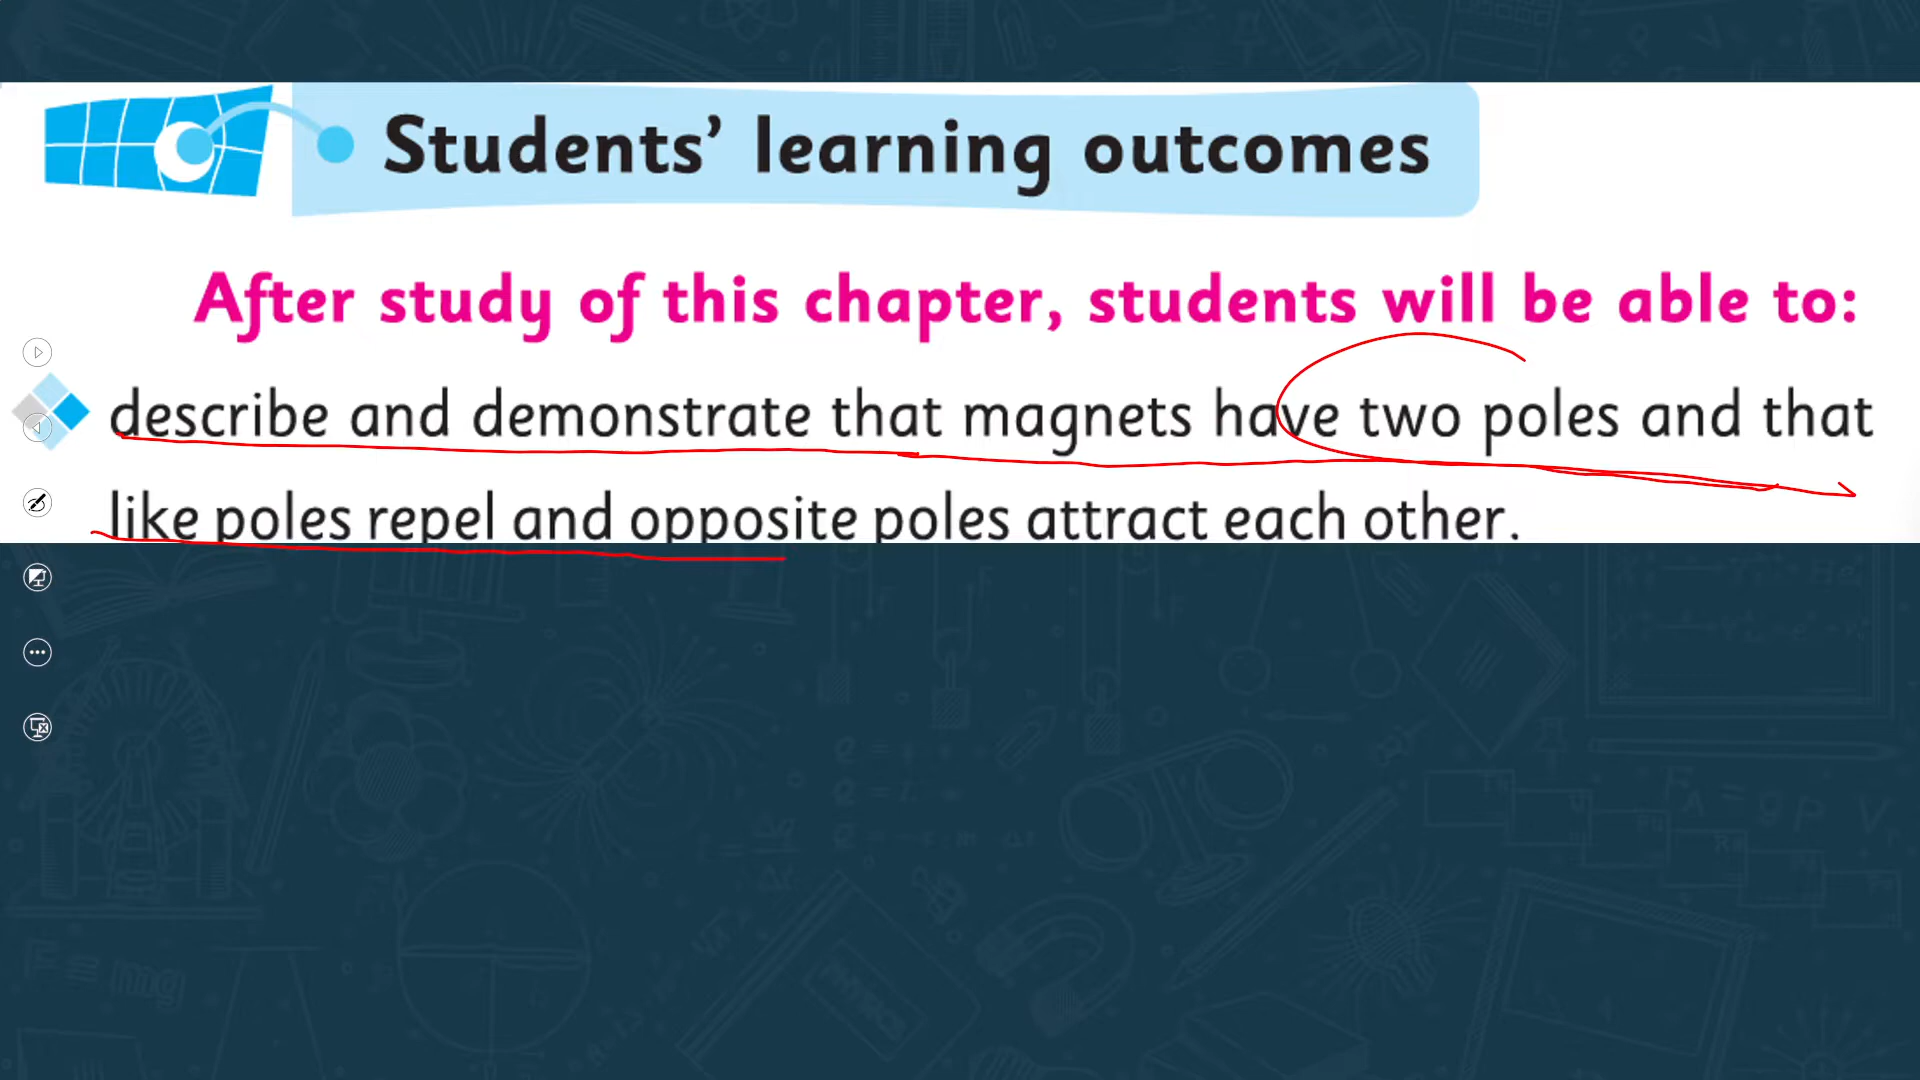 Students’ learning outcomes
After study of this chapter, students will be able to:
describe and demonstrate that magnets have two poles and that
like poles repel and opposite poles attract each other.